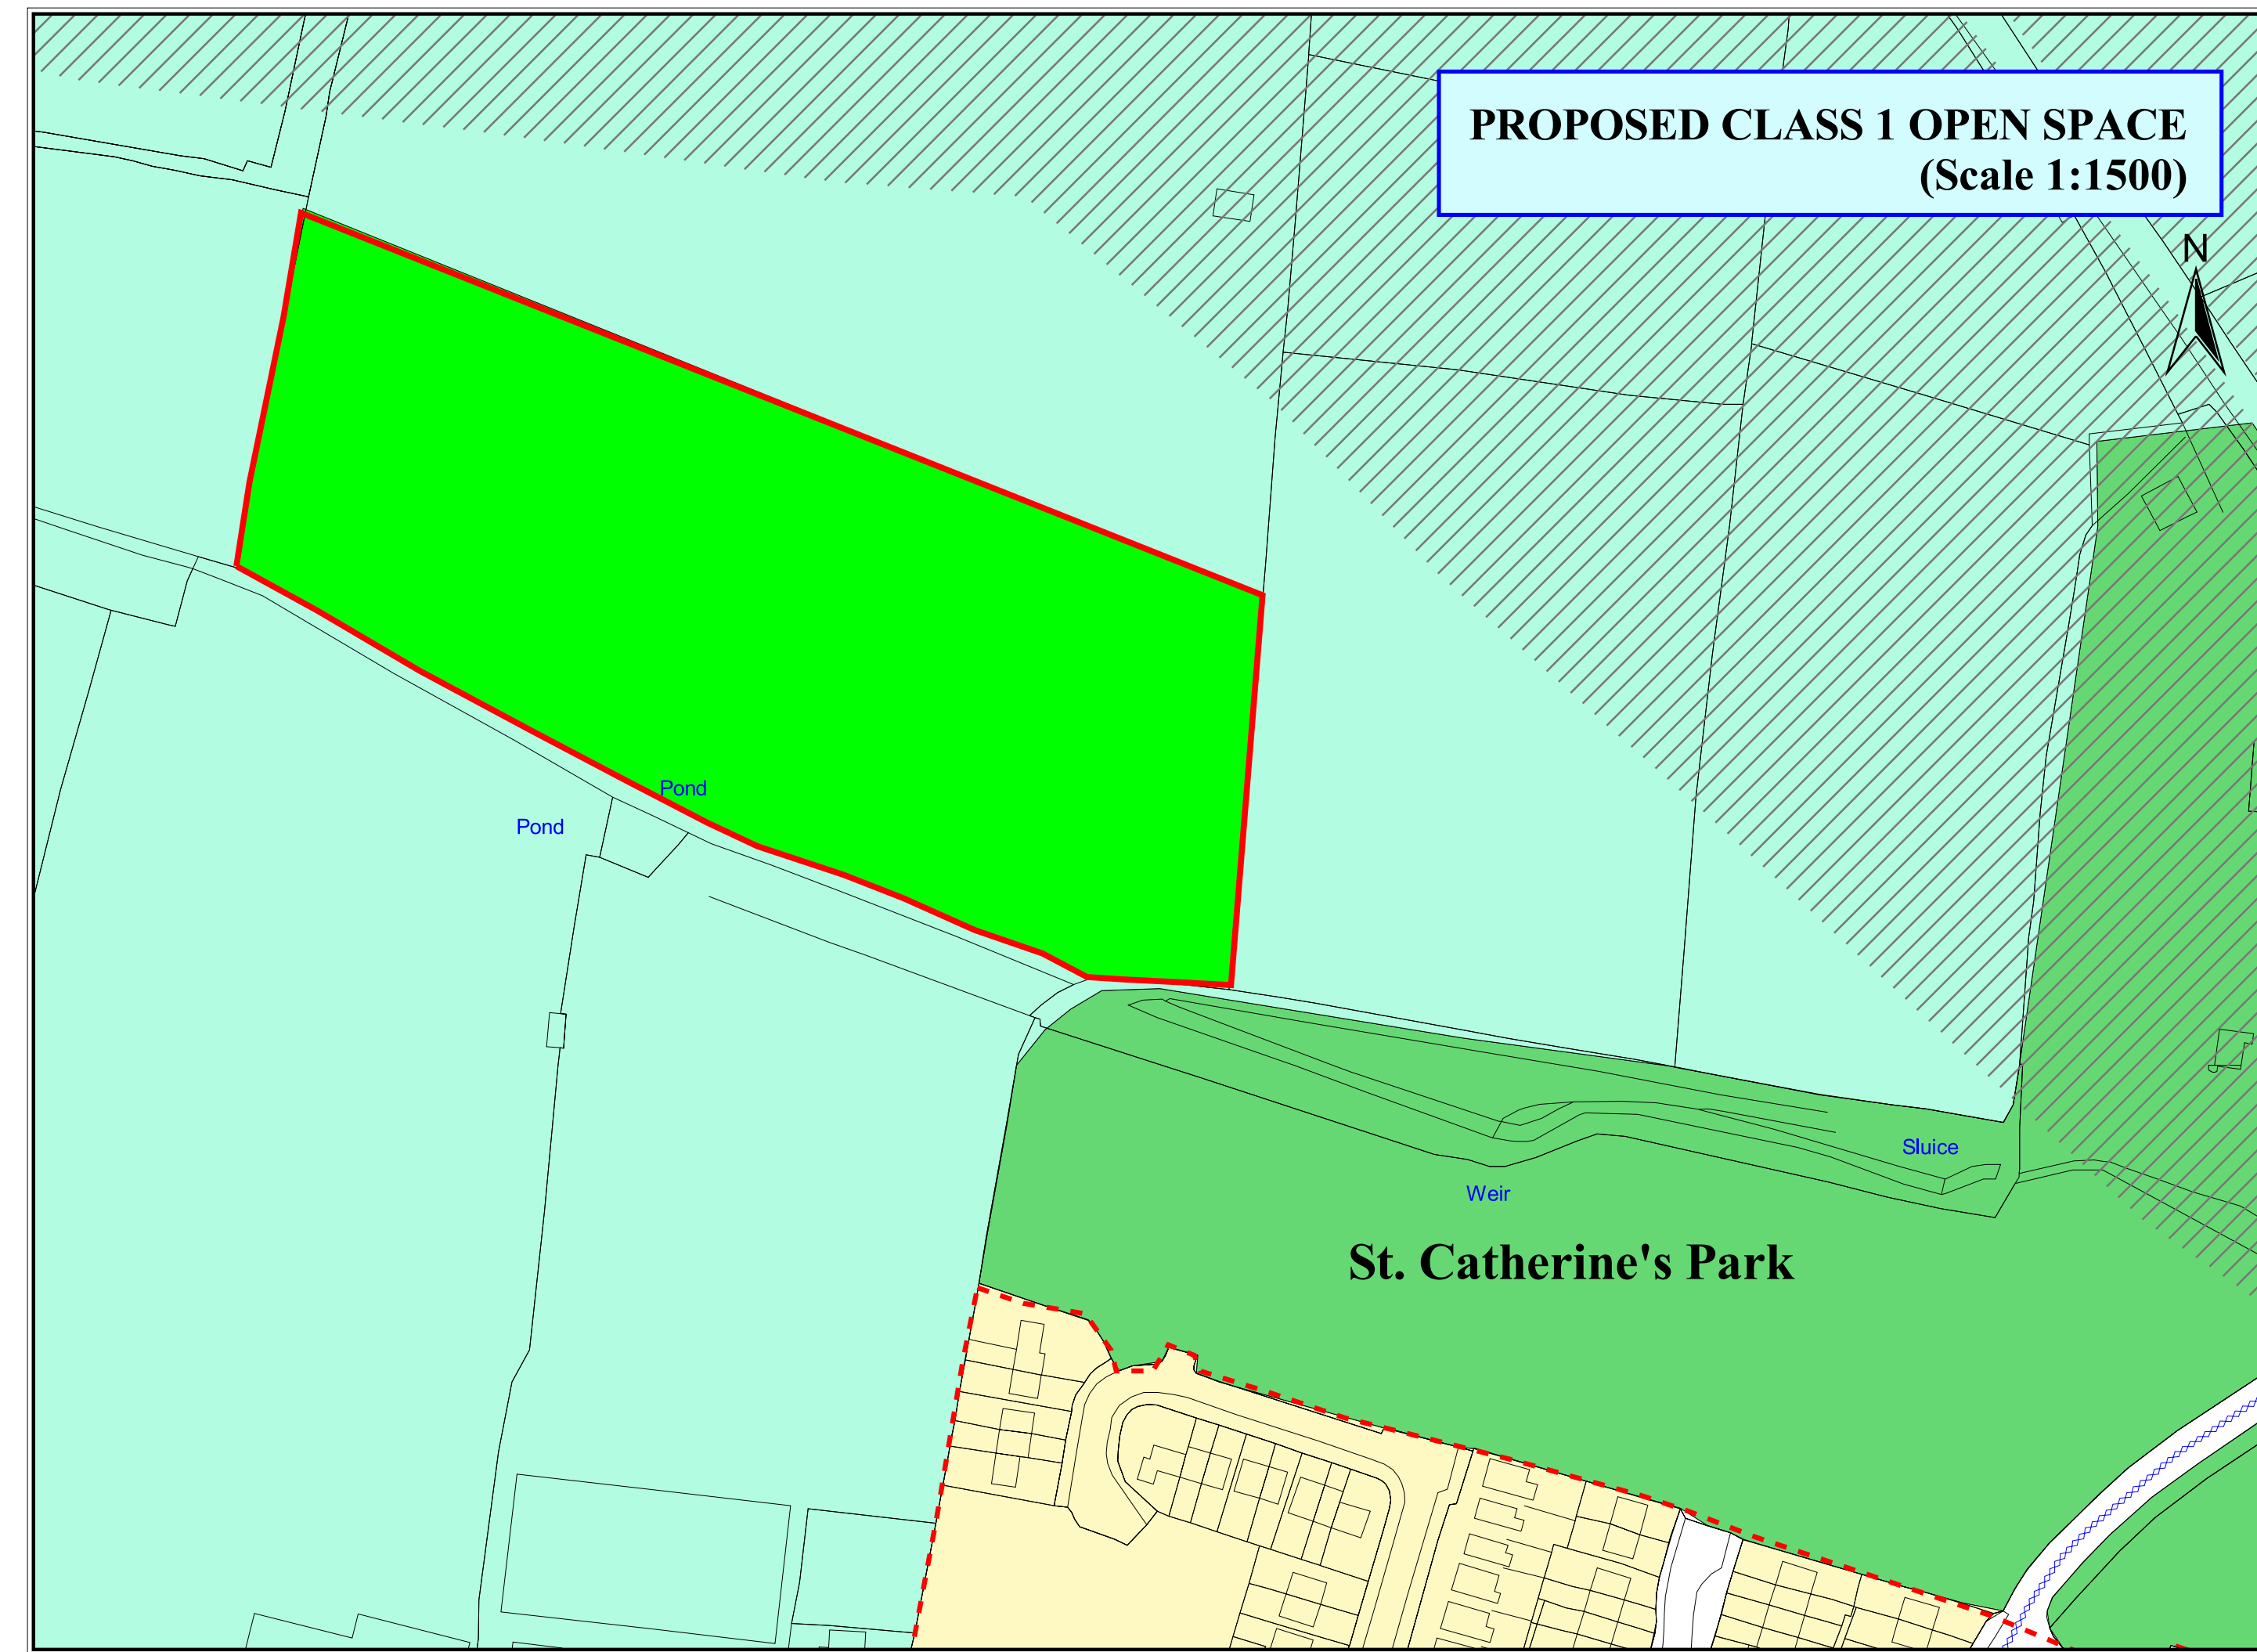 PROPOSED CLASS 1 OPEN SPACE
(Scale 1:1500)
N
Pond
Pond
Sluice
Weir
St. Catherine's Park